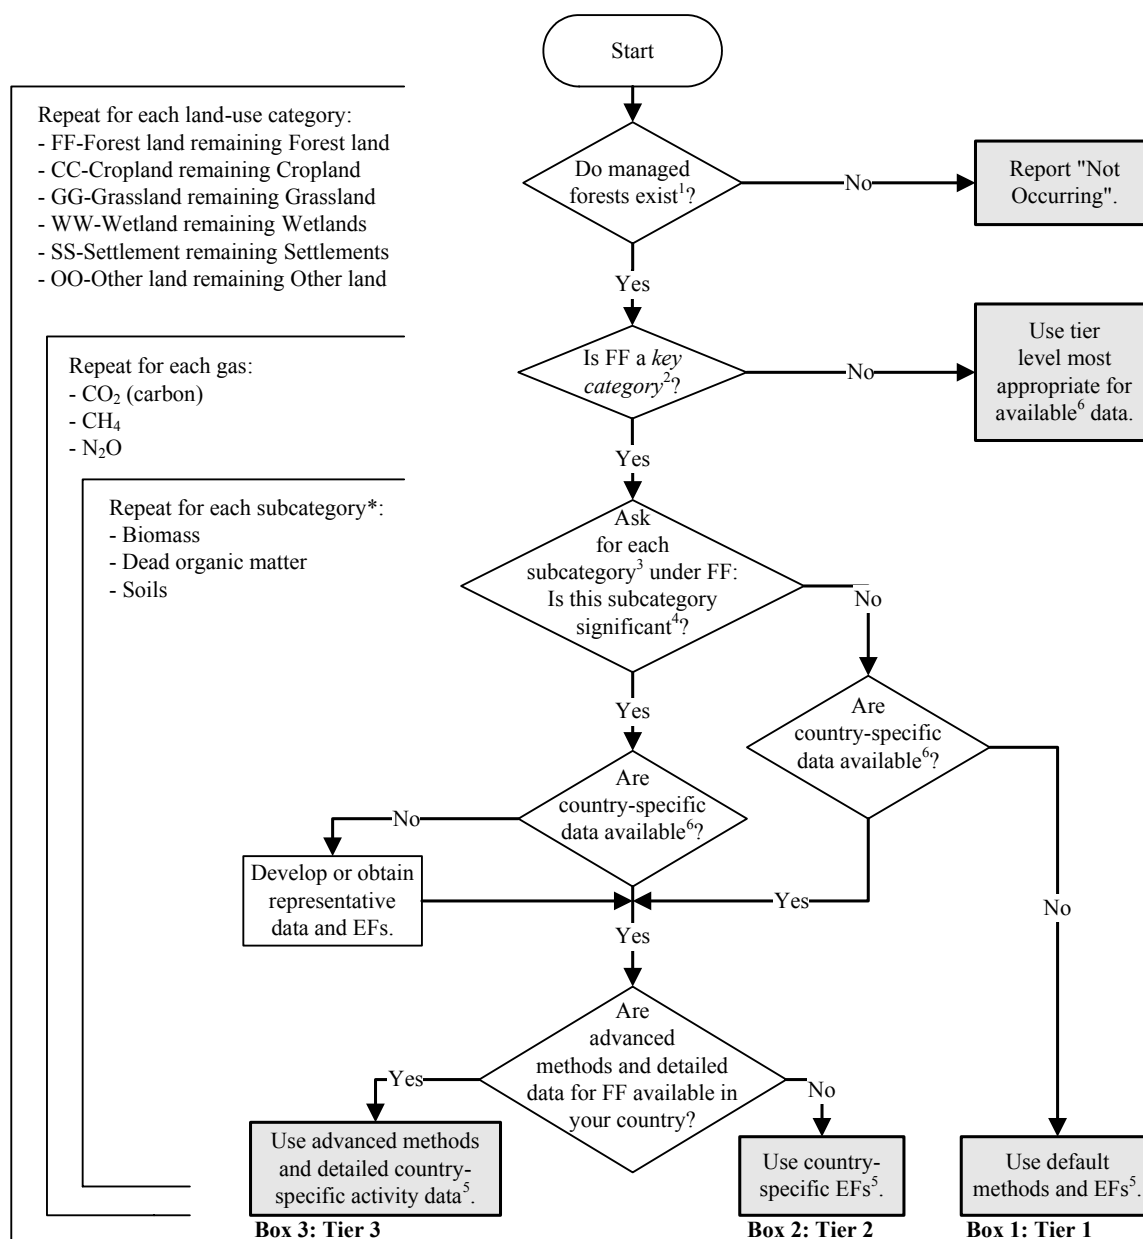 Start
Repeat for each land-use category:
- FF-Forest land remaining Forest land
- CC-Cropland remaining Cropland
- GG-Grassland remaining Grassland
- WW-Wetland remaining Wetlands
- SS-Settlement remaining Settlements
- OO-Other land remaining Other land
Do managed
forests exist¹?
No
Report "Not
Occurring".
Yes
Repeat for each gas:
- CO₂ (carbon)
- CH₄
- N₂O
Is FF a key
category²?
No
Use tier
level most
appropriate for
available⁶ data.
Yes
Repeat for each subcategory*:
- Biomass
- Dead organic matter
- Soils
Ask
for each
subcategory³ under FF:
Is this subcategory
significant⁴?
No
Yes
Are
country-specific
data available⁶?
Are
country-specific
data available⁶?
No
Develop or obtain
representative
data and EFs.
Yes
No
Yes
Are
advanced
methods and detailed
data for FF available in
your country?
Yes
No
Use advanced methods
and detailed country-
specific activity data⁵.
Use country-
specific EFs⁵.
Use default
methods and EFs⁵.
Box 3: Tier 3
Box 2: Tier 2
Box 1: Tier 1